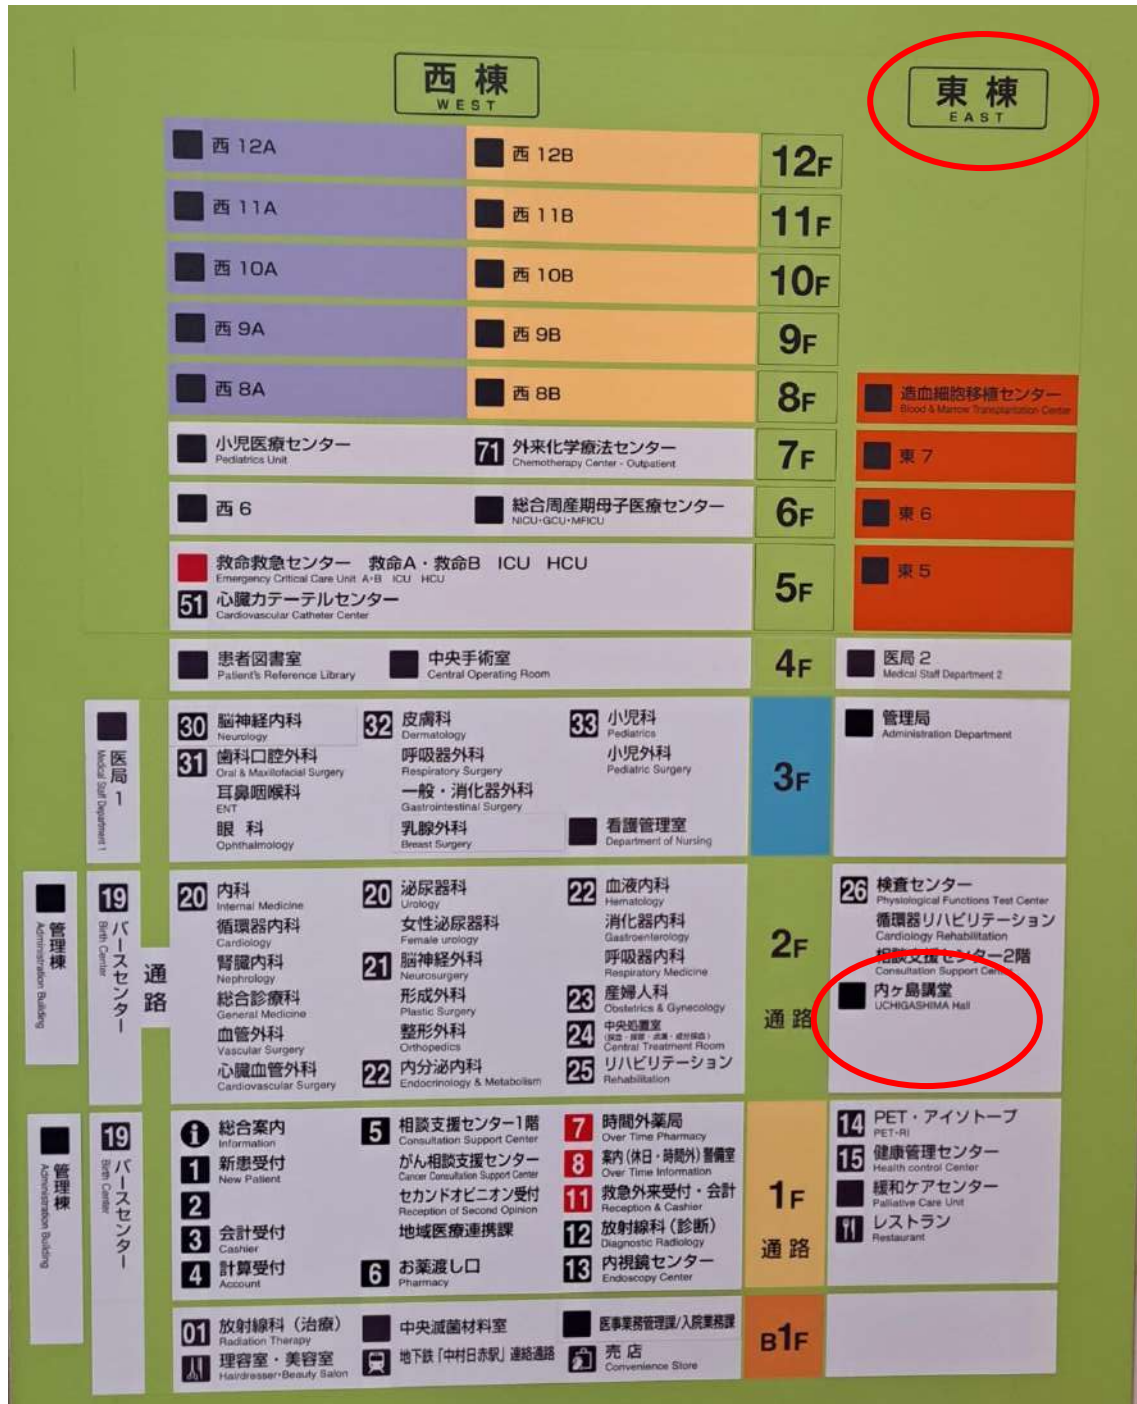 西棟
WEST
東棟
EAST
西 12A
西 12B
12F
西 11A
西 11B
11F
西 10A
西 10B
10F
西 9A
西 9B
9F
西 8A
西 8B
8F
造血細胞移植センター
Blood & Marrow Transplantation Center
小児医療センター
Pediatrics Unit
71 外来化学療法センター
Chemotherapy Center - Outpatient
7F
東 7
西 6
総合周産期母子医療センター
NICU・GCU・MFICU
6F
東 6
救命救急センター 救命A・救命B ICU HCU
Emergency Critical Care Unit A・B ICU HCU
51 心臓カテーテルセンター
Cardiovascular Catheter Center
5F
東 5
患者図書室
Patient's Reference Library
中央手術室
Central Operating Room
4F
医局 2
Medical Staff Department 2
医局 1
Medical Staff Department 1
30 脳神経内科
Neurology
31 歯科口腔外科
Oral & Maxillofacial Surgery
耳鼻咽喉科
ENT
眼 科
Ophthalmology
32 皮膚科
Dermatology
呼吸器外科
Respiratory Surgery
一般・消化器外科
Gastrointestinal Surgery
乳腺外科
Breast Surgery
33 小児科
Pediatrics
小児外科
Pediatric Surgery
看護管理室
Department of Nursing
3F
管理局
Administration Department
管理棟
Administration Building
19 バースセンター
Birth Center
通路
20 内科
Internal Medicine
循環器内科
Cardiology
腎臓内科
Nephrology
総合診療科
General Medicine
血管外科
Vascular Surgery
心臓血管外科
Cardiovascular Surgery
20 泌尿器科
Urology
女性泌尿器科
Female urology
21 脳神経外科
Neurosurgery
形成外科
Plastic Surgery
整形外科
Orthopedics
22 内分泌内科
Endocrinology & Metabolism
22 血液内科
Hematology
消化器内科
Gastroenterology
呼吸器内科
Respiratory Medicine
23 産婦人科
Obstetrics & Gynecology
24 中央処置室
Central Treatment Room
25 リハビリテーション
Rehabilitation
2F
通路
26 検査センター
Physiological Functions Test Center
循環器リハビリテーション
Cardiology Rehabilitation
相談支援センター2階
Consultation Support Center
内ヶ島講堂
UCHIGASHIMA Hall
管理棟
Administration Building
19 バースセンター
Birth Center
i 総合案内
Information
1 新患受付
New Patient
2
3 会計受付
Cashier
4 計算受付
Account
5 相談支援センター1階
Consultation Support Center
がん相談支援センター
Cancer Consultation Support Center
セカンドオピニオン受付
Reception of Second Opinion
地域医療連携課
6 お薬渡し口
Pharmacy
7 時間外薬局
Over Time Pharmacy
8 案内(休日・時間外)警備室
Over Time Information
11 救急外来受付・会計
Reception & Cashier
12 放射線科(診断)
Diagnostic Radiology
13 内視鏡センター
Endoscopy Center
1F
通路
14 PET・アイソトープ
PET・RI
15 健康管理センター
Health control Center
緩和ケアセンター
Palliative Care Unit
レストラン
Restaurant
01 放射線科(治療)
Radiation Therapy
理容室・美容室
Hairdresser・Beauty Salon
中央滅菌材料室
地下鉄「中村日赤駅」連絡通路
医事業務管理課/入院業務課
売店
Convenience Store
B1F